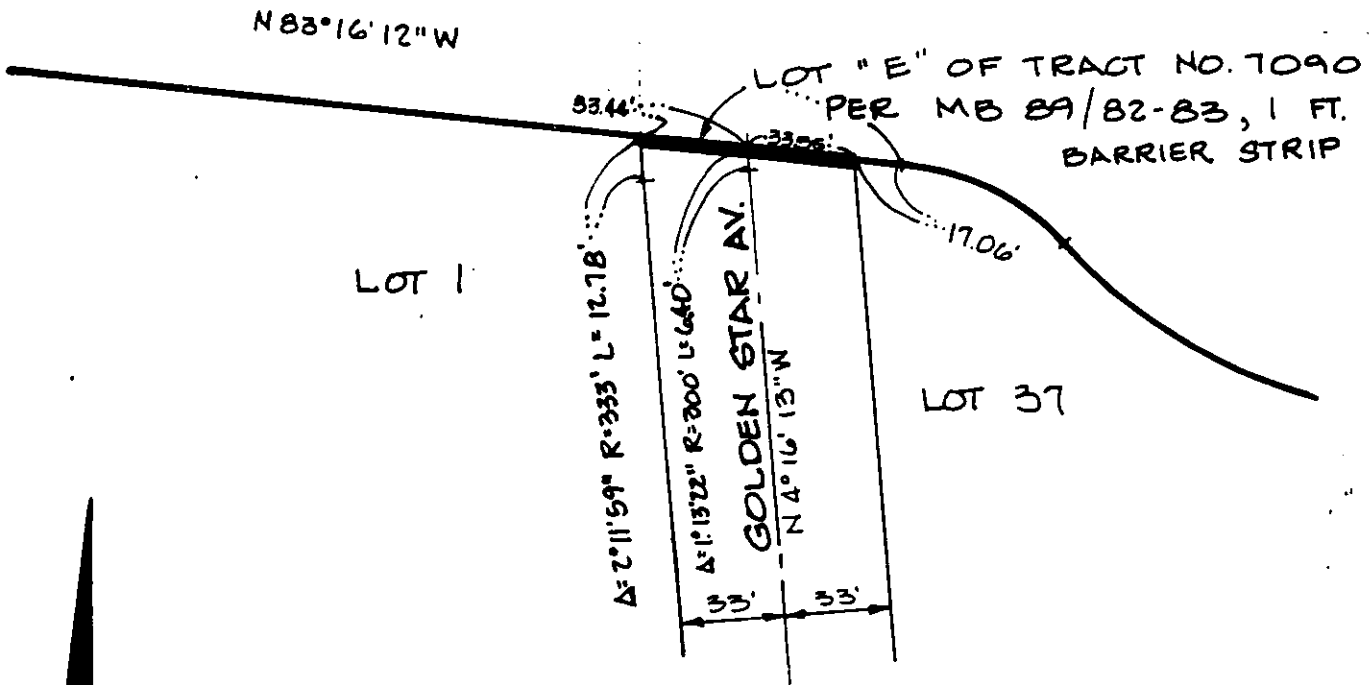 N 83°16'12" W
LOT "E" OF TRACT NO. 7090
PER MB 89/82-83, 1 FT.
BARRIER STRIP
33.44'
17.06'
LOT 1
Δ=2°11'59" R=333' L=12.78'
Δ=1°13'22" R=300' L=6.40'
GOLDEN STAR AV.
N 4°16'13" W
LOT 37
33'
33'